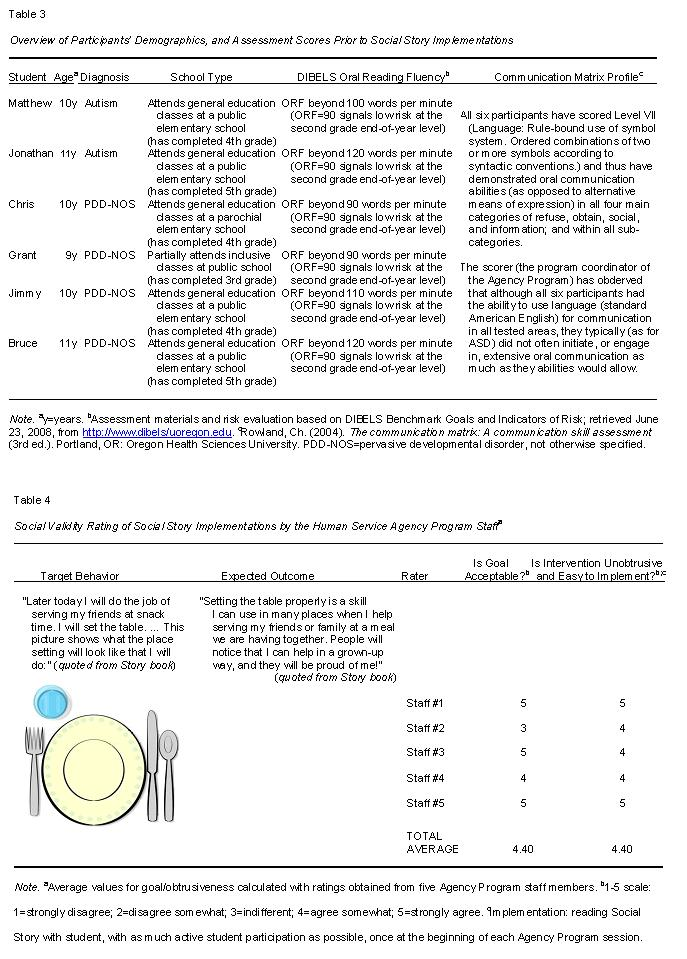 Table 3
Overview of Participants' Demographics, and Assessment Scores Prior to Social Story Implementations
Student Ageª Diagnosis School Type DIBELS Oral Reading Fluencyᵇ Communication Matrix Profileᶜ
Matthew 10y Autism Attends general education classes at a public elementary school (has completed 4th grade) ORF beyond 100 words per minute (ORF=90 signals low risk at the second grade end-of-year level)
Jonathan 11y Autism Attends general education classes at a public elementary school (has completed 5th grade) ORF beyond 120 words per minute (ORF=90 signals low risk at the second grade end-of-year level)
Chris 10y PDD-NOS Attends general education classes at a parochial elementary school (has completed 4th grade) ORF beyond 90 words per minute (ORF=90 signals low risk at the second grade end-of-year level)
Grant 9y PDD-NOS Partially attends inclusive classes at public school (has completed 3rd grade) ORF beyond 90 words per minute (ORF=90 signals low risk at the second grade end-of-year level)
Jimmy 10y PDD-NOS Attends general education classes at a public elementary school (has completed 4th grade) ORF beyond 110 words per minute (ORF=90 signals low risk at the second grade end-of-year level)
Bruce 11y PDD-NOS Attends general education classes at a public elementary school (has completed 5th grade) ORF beyond 120 words per minute (ORF=90 signals low risk at the second grade end-of-year level)
All six participants have scored Level VII
(Language: Rule-bound use of symbol
system. Ordered combinations of two
or more symbols according to
syntactic conventions.) and thus have
demonstrated oral communication
abilities (as opposed to alternative
means of expression) in all four main
categories of refuse, obtain, social,
and information; and within all sub-
categories.
The scorer (the program coordinator of
the Agency Program) has obderved
that although all six participants had
the ability to use language (standard
American English) for communication
in all tested areas, they typically (as for
ASD) did not often initiate, or engage
in, extensive oral communication as
much as they abilities would allow.
Note. ªy=years. ᵇAssessment materials and risk evaluation based on DIBELS Benchmark Goals and Indicators of Risk; retrieved June
23, 2008, from http://www.dibels/uoregon.edu. ᶜRowland, Ch. (2004). The communication matrix: A communication skill assessment
(3rd ed.). Portland, OR: Oregon Health Sciences University. PDD-NOS=pervasive developmental disorder, not otherwise specified.
Table 4
Social Validity Rating of Social Story Implementations by the Human Service Agency Program Staffª
Target Behavior Expected Outcome Rater Is Goal Acceptable?ᵇ Is Intervention Unobtrusive and Easy to Implement?ᵇ,ᶜ
"Later today I will do the job of
serving my friends at snack
time. I will set the table. ... This
picture shows what the place
setting will look like that I will
do:" (quoted from Story book)
"Setting the table properly is a skill
I can use in many places when I help
serving my friends or family at a meal
we are having together. People will
notice that I can help in a grown-up
way, and they will be proud of me!"
(quoted from Story book)
Staff #1 5 5
Staff #2 3 4
Staff #3 5 4
Staff #4 4 4
Staff #5 5 5
TOTAL
AVERAGE 4.40 4.40
Note. ªAverage values for goal/obtrusiveness calculated with ratings obtained from five Agency Program staff members. ᵇ1-5 scale:
1=strongly disagree; 2=disagree somewhat; 3=indifferent; 4=agree somewhat; 5=strongly agree. ᶜImplementation: reading Social
Story with student, with as much active student participation as possible, once at the beginning of each Agency Program session.